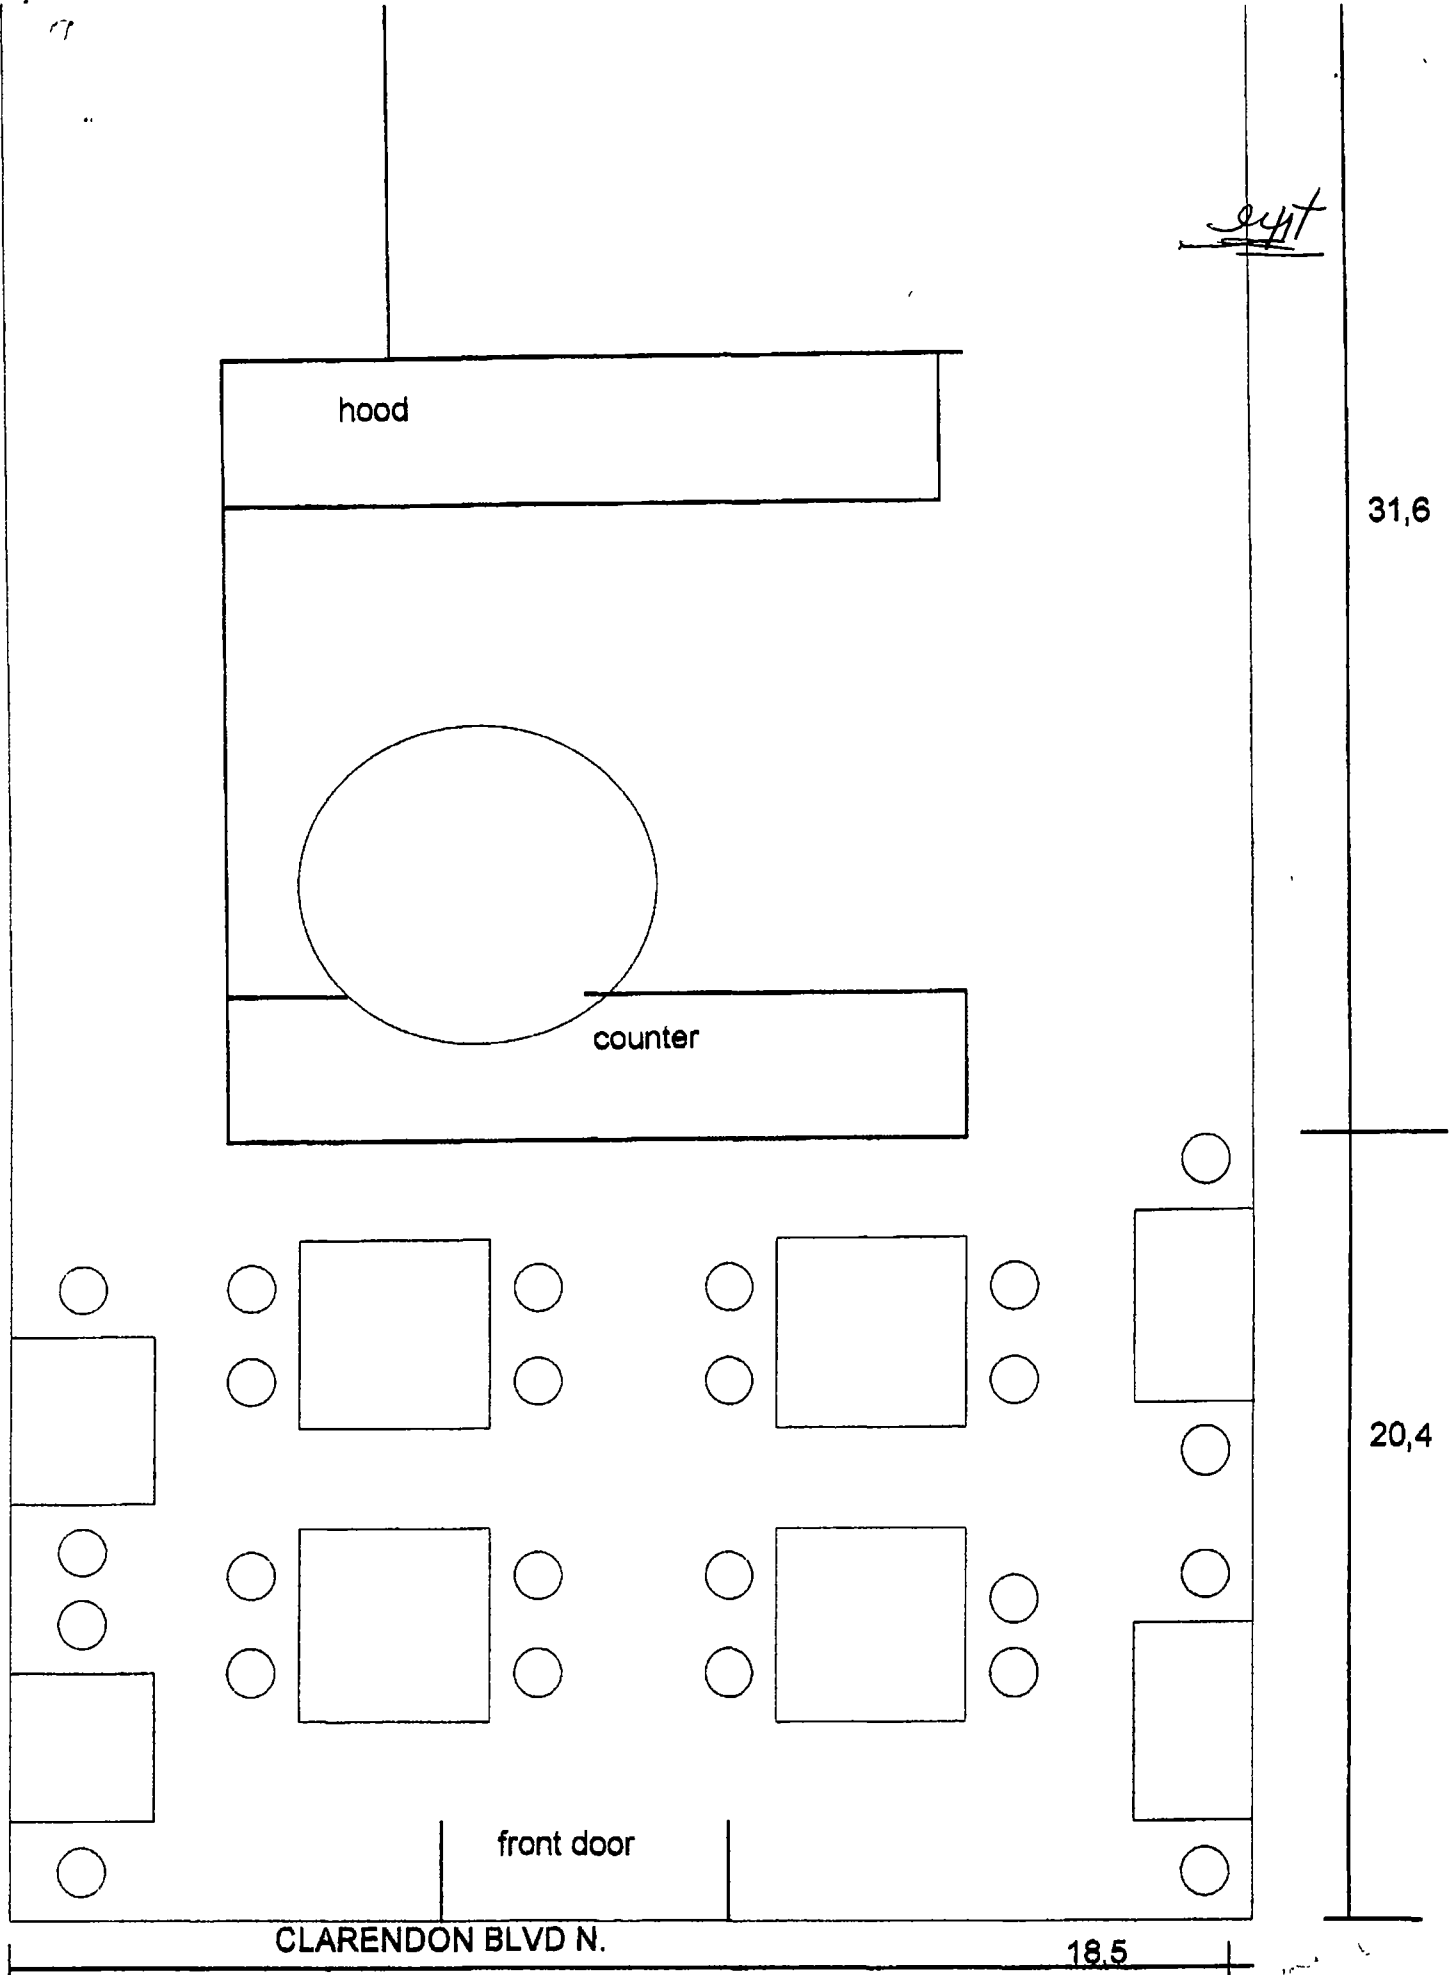 hood
31,6
counter
20,4
front door
CLARENDON BLVD N.
18,5